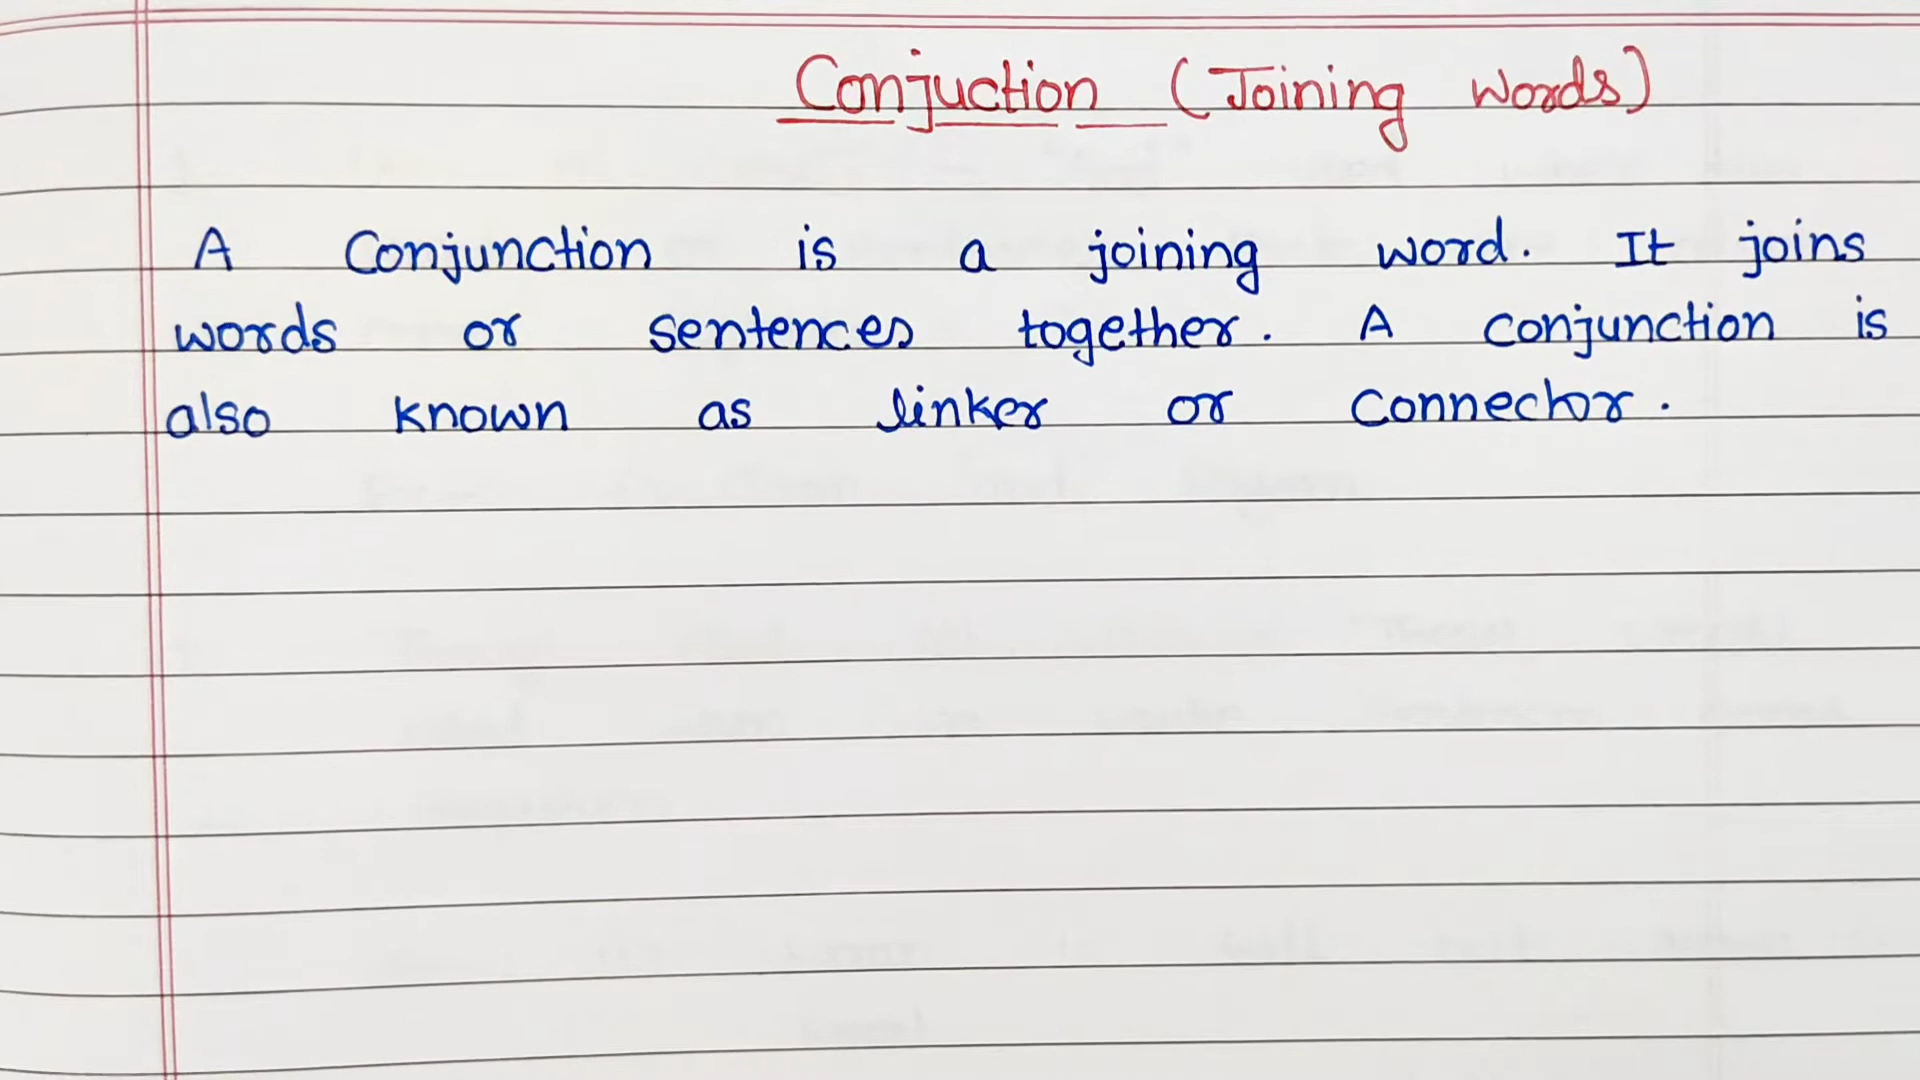 Conjuction (Joining words)
A Conjunction is a joining word. It joins
words or sentences together. A conjunction is
also known as linker or Connector.